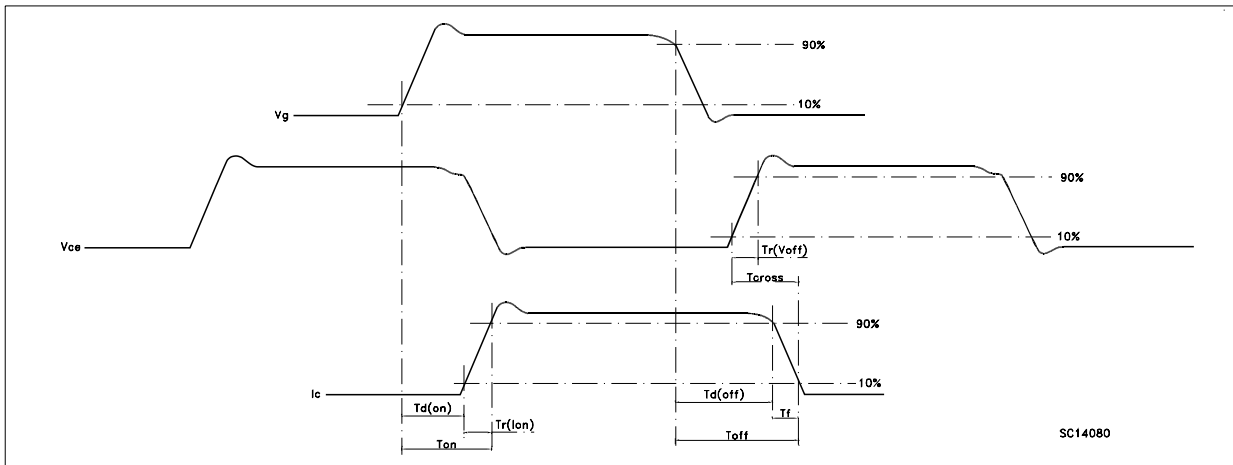 90%
10%
Vg
90%
Vce
10%
Tr(Voff)
Tcross
90%
10%
Ic
Td(on)
Td(off)
Tr(Ion)
Tf
Ton
Toff
SC14080